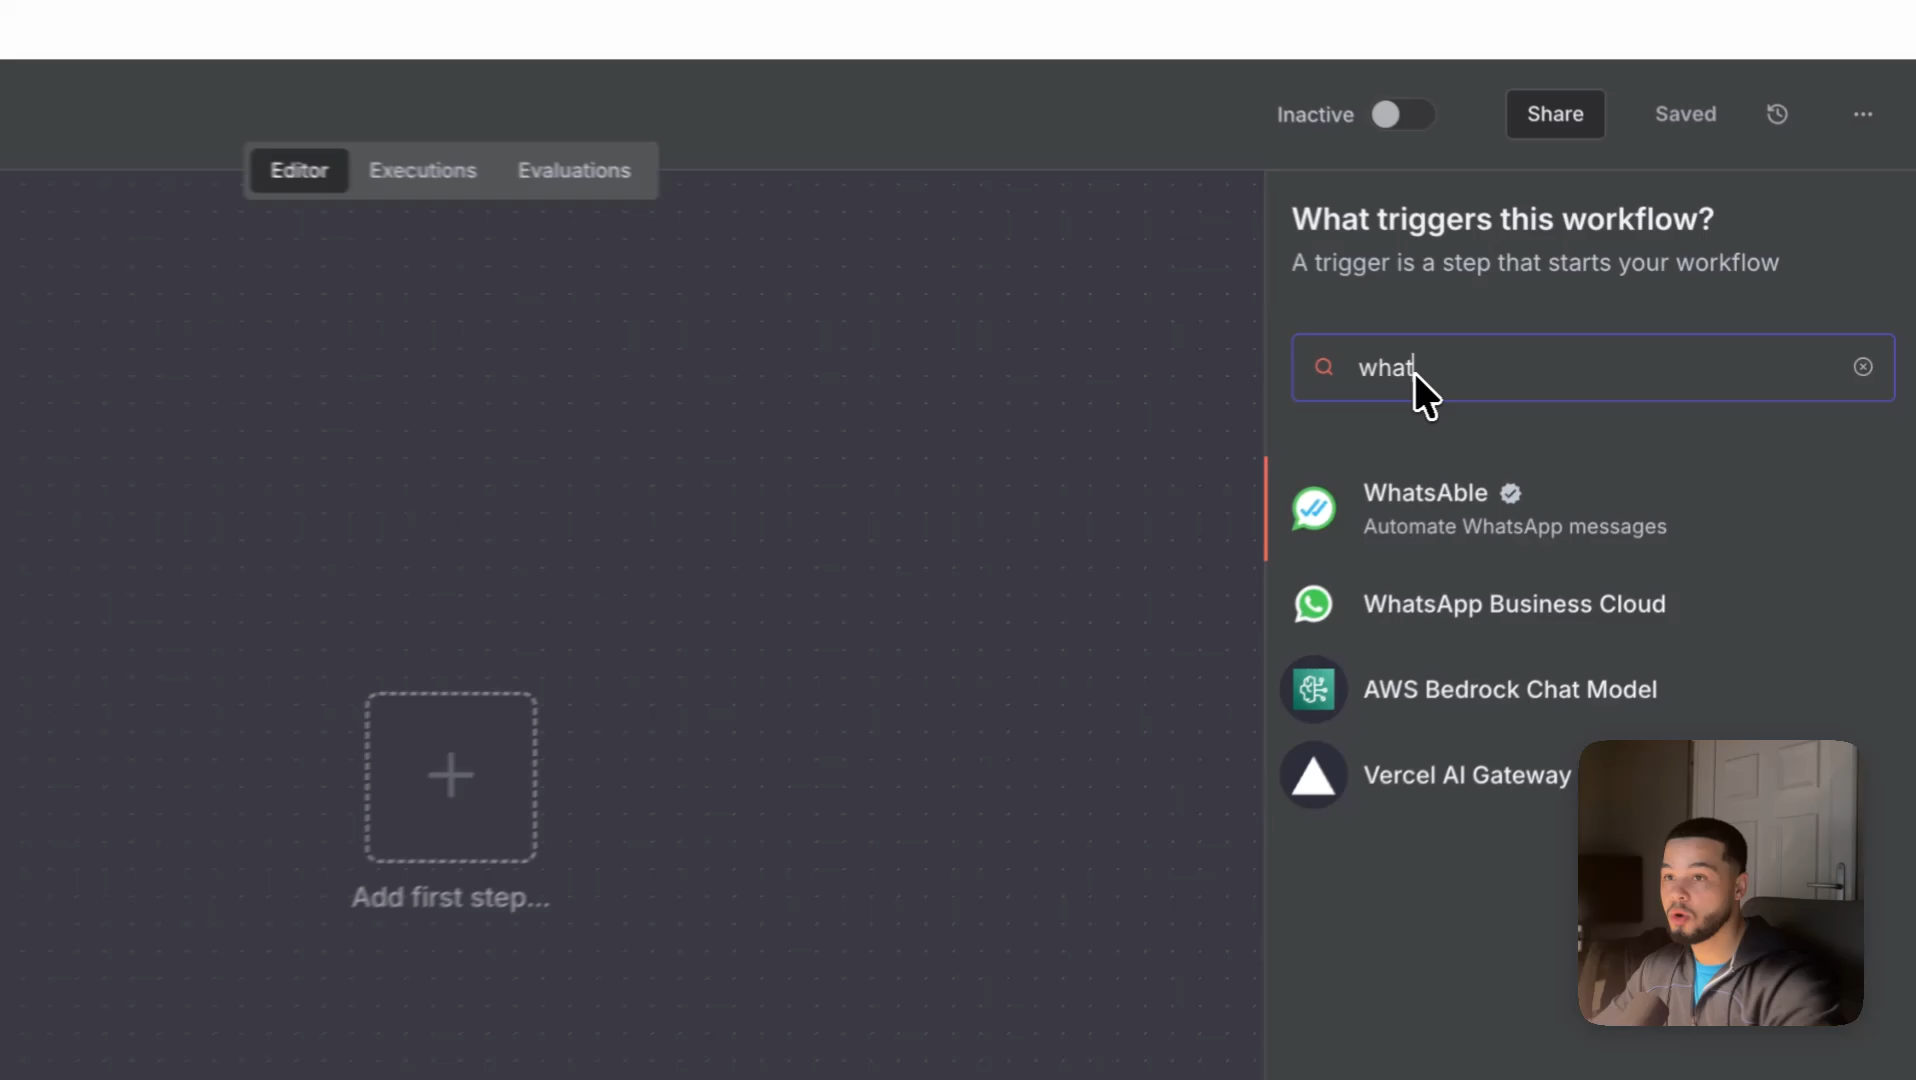 Inactive
Share
Saved
Editor
Executions
Evaluations
What triggers this workflow?
A trigger is a step that starts your workflow
what
WhatsAble
Automate WhatsApp messages
WhatsApp Business Cloud
AWS Bedrock Chat Model
Vercel AI Gateway
Add first step...